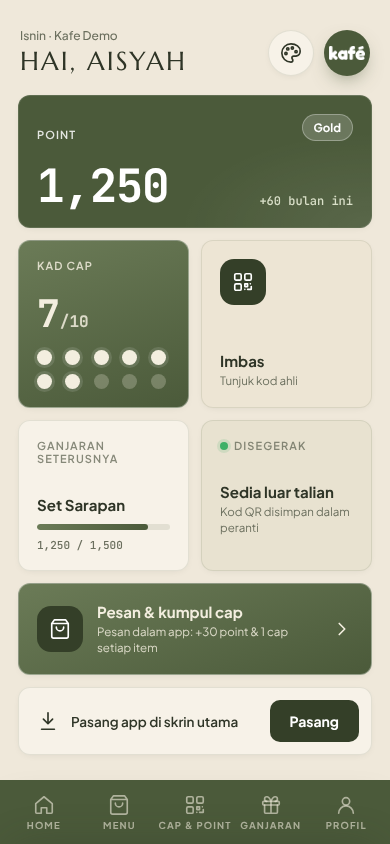 Isnin · Kafe Demo
HAI, AISYAH
kafé
POINT
Gold
1,250
+60 bulan ini
KAD CAP
7/10
Imbas
Tunjuk kod ahli
GANJARAN
SETERUSNYA
Set Sarapan
1,250 / 1,500
DISEGERAK
Sedia luar talian
Kod QR disimpan dalam
peranti
Pesan & kumpul cap
Pesan dalam app: +30 point & 1 cap
setiap item
Pasang app di skrin utama
Pasang
HOME
MENU
CAP & POINT
GANJARAN
PROFIL